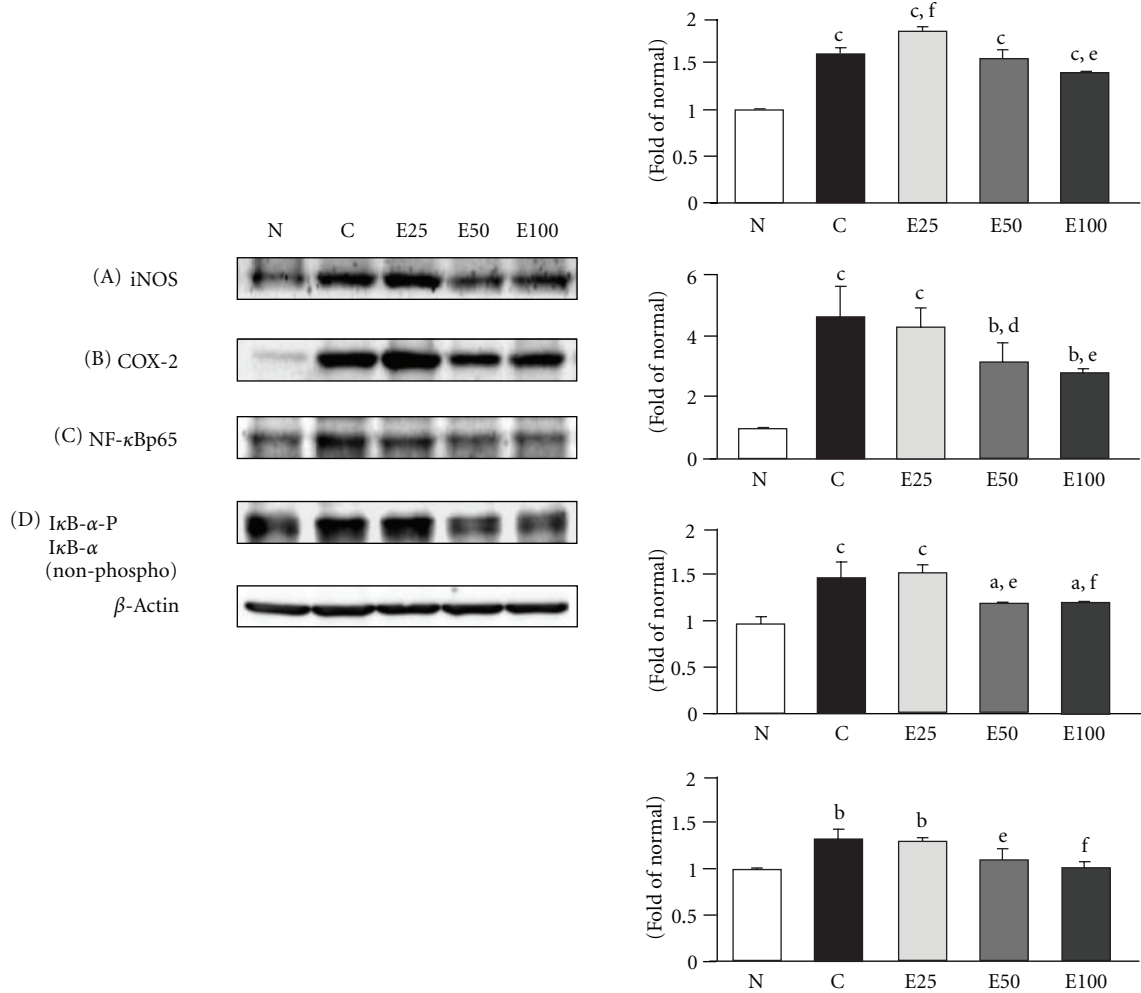 N C E25 E50 E100
(A) iNOS
(B) COX-2
(C) NF-κBp65
(D) IκB-α-P
IκB-α
(non-phospho)
β-Actin
(Fold of normal)
2
1.5
1
0.5
0
c
c, f
c
c, e
N C E25 E50 E100
(Fold of normal)
6
4
2
0
c
c
b, d
b, e
N C E25 E50 E100
(Fold of normal)
2
1.5
1
0.5
0
c
c
a, e
a, f
N C E25 E50 E100
(Fold of normal)
2
1.5
1
0.5
0
b
b
e
f
N C E25 E50 E100